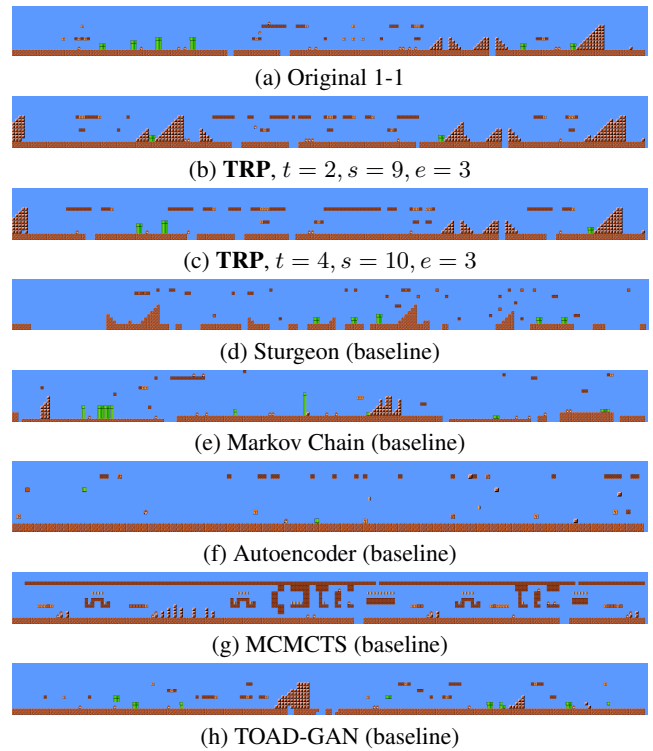 (a) Original 1-1
(b) TRP, t = 2, s = 9, e = 3
(c) TRP, t = 4, s = 10, e = 3
(d) Sturgeon (baseline)
(e) Markov Chain (baseline)
(f) Autoencoder (baseline)
(g) MCMCTS (baseline)
(h) TOAD-GAN (baseline)